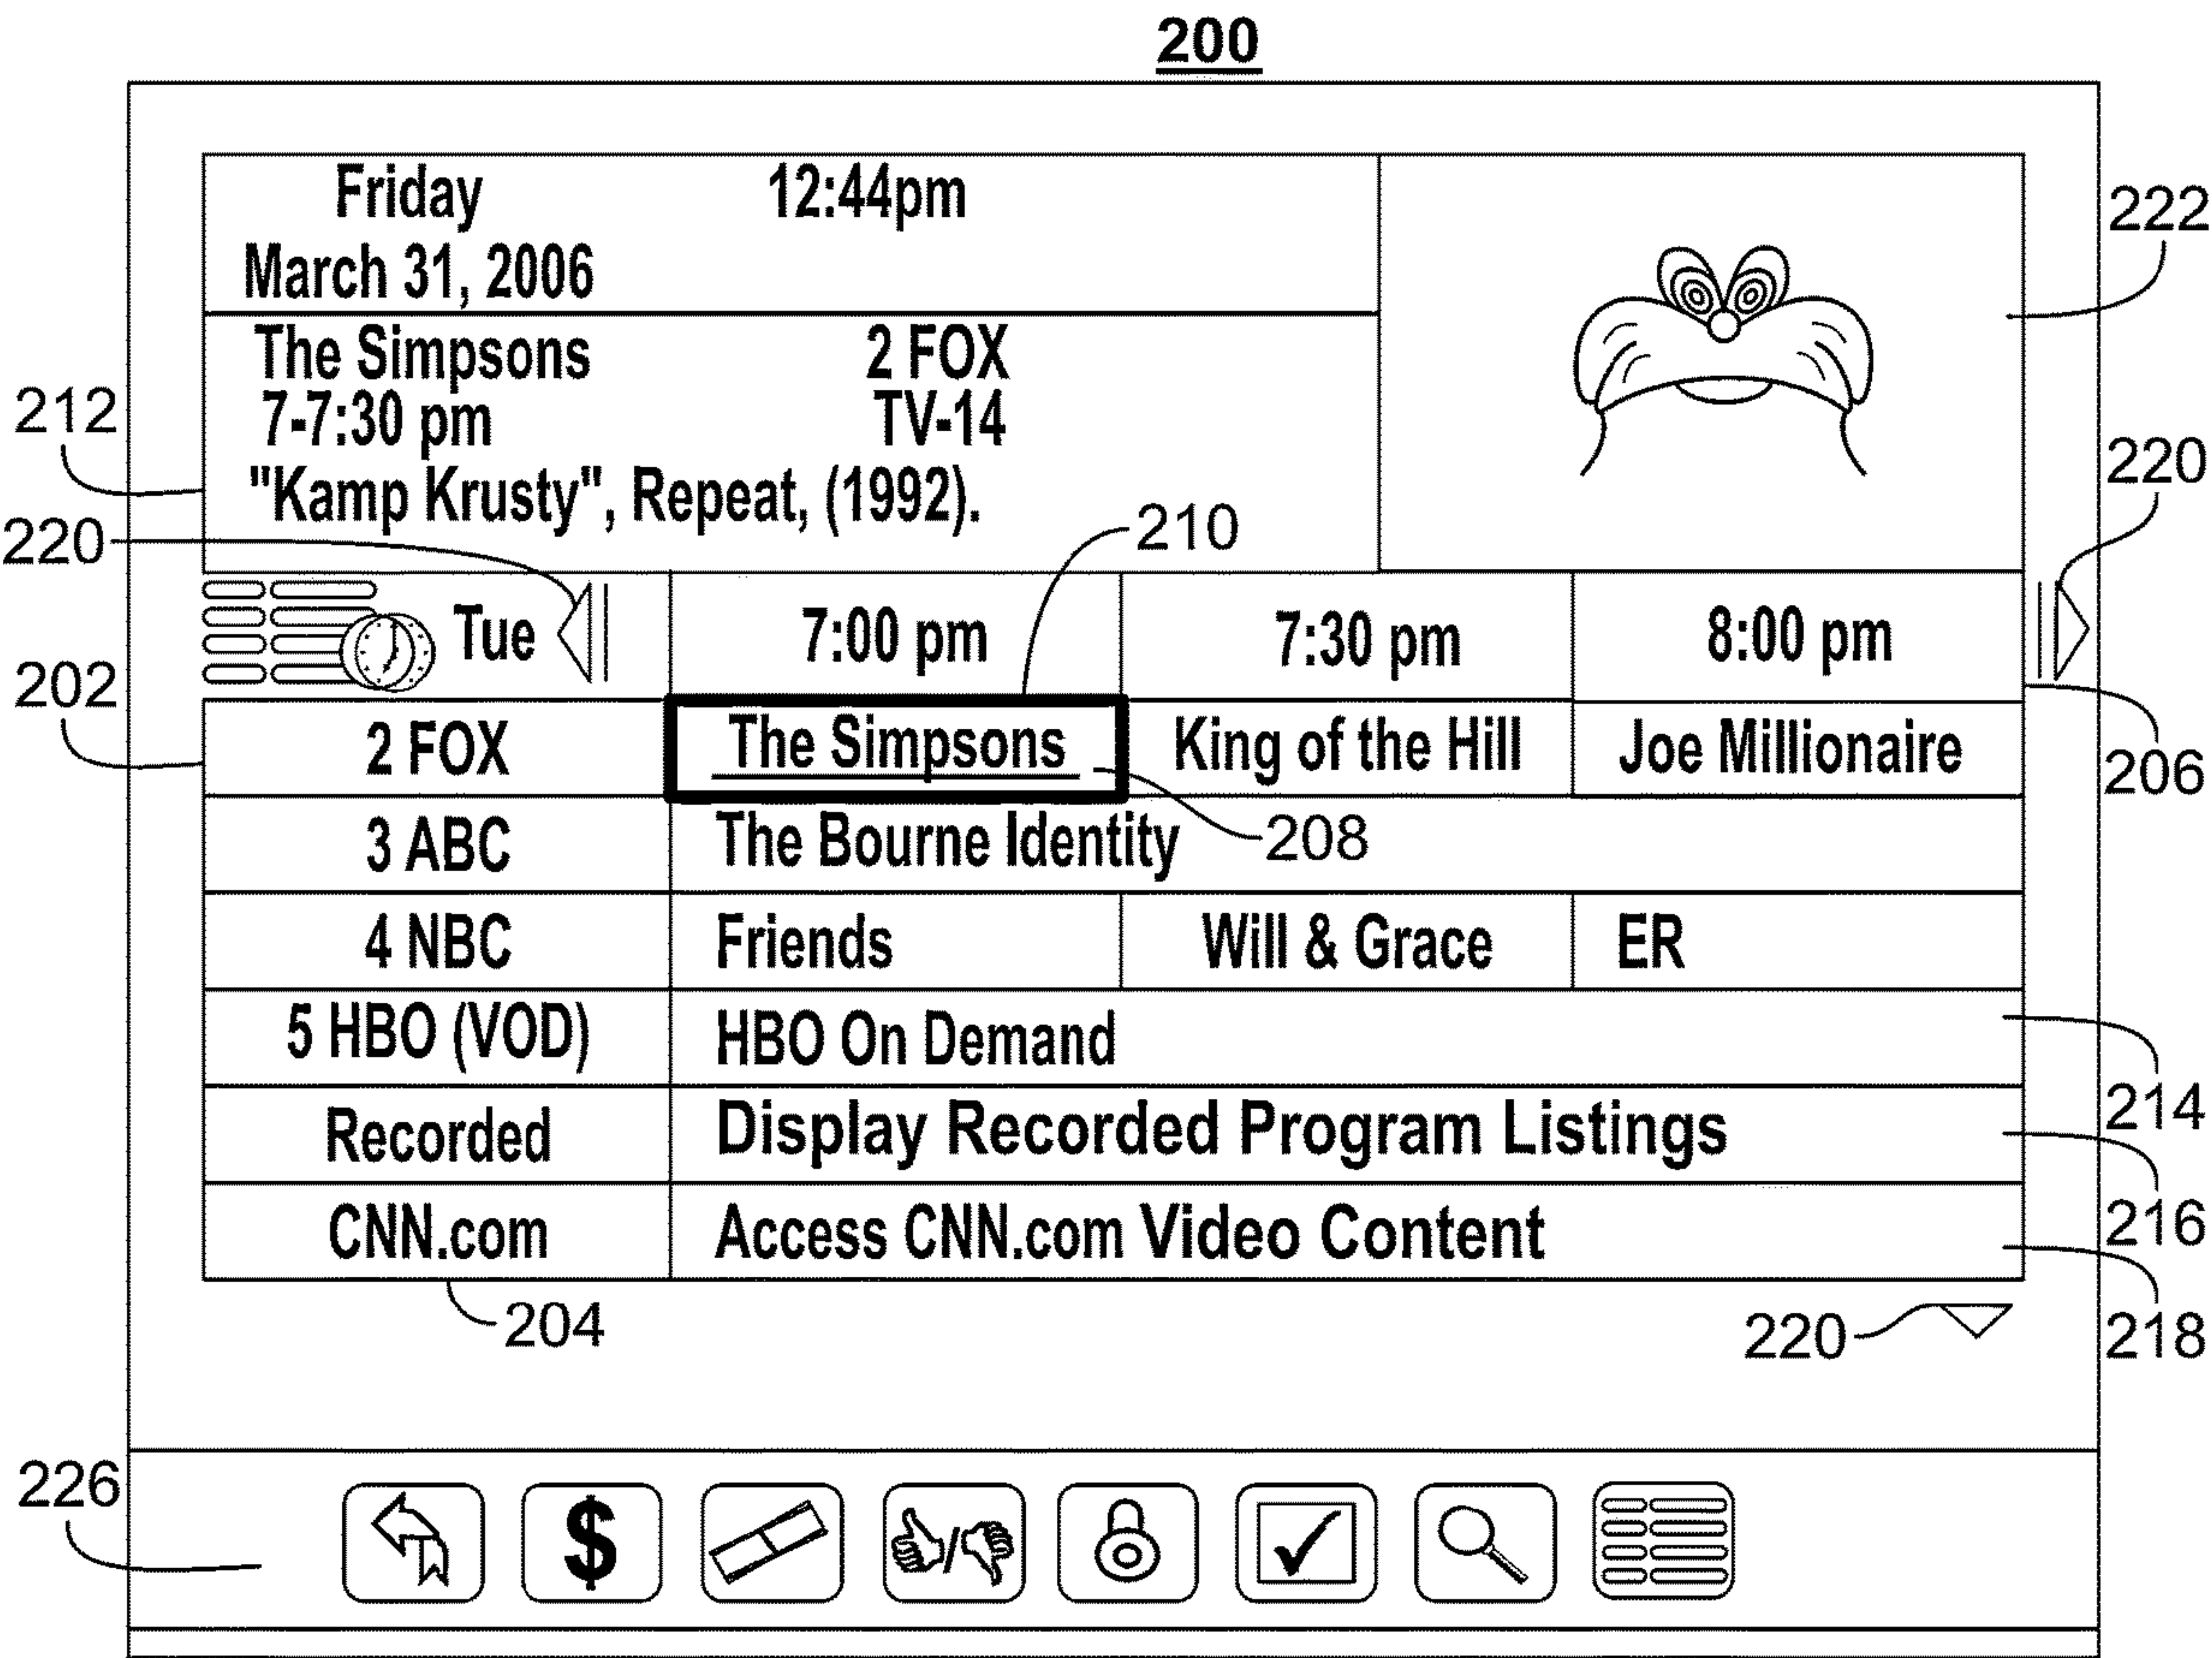 200
Friday 12:44pm
March 31, 2006
222
The Simpsons 2 FOX
7-7:30 pm TV-14
212
"Kamp Krusty", Repeat, (1992).
220
210
220
Tue 7:00 pm 7:30 pm 8:00 pm
202
2 FOX The Simpsons King of the Hill Joe Millionaire
206
3 ABC The Bourne Identity
208
4 NBC Friends Will & Grace ER
5 HBO (VOD) HBO On Demand
214
Recorded Display Recorded Program Listings
216
CNN.com Access CNN.com Video Content
204
220
218
226
$
/